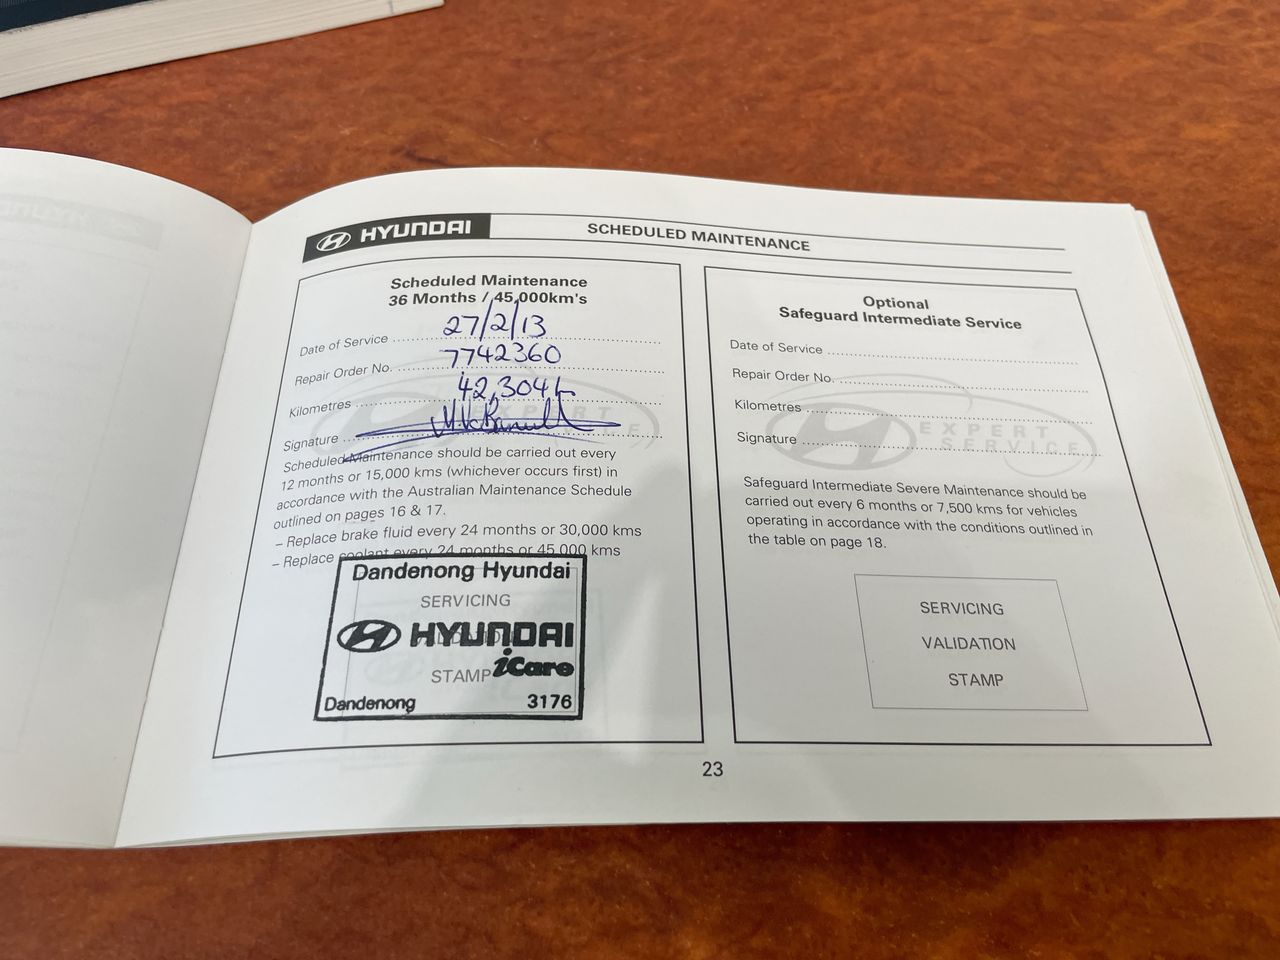 HYUNDAI
SCHEDULED MAINTENANCE
Scheduled Maintenance
36 Months / 45,000km's
Date of Service 27/2/13
Repair Order No. 7742360
Kilometres 42,304
Signature
Scheduled Maintenance should be carried out every
12 months or 15,000 kms (whichever occurs first) in
accordance with the Australian Maintenance Schedule
outlined on pages 16 & 17.
– Replace brake fluid every 24 months or 30,000 kms
– Replace coolant every 24 months or 45,000 kms
Dandenong Hyundai
SERVICING
HYUNDAI
STAMP iCare
Dandenong 3176
Optional
Safeguard Intermediate Service
Date of Service
Repair Order No.
Kilometres
Signature
EXPERT
SERVICE
Safeguard Intermediate Severe Maintenance should be
carried out every 6 months or 7,500 kms for vehicles
operating in accordance with the conditions outlined in
the table on page 18.
SERVICING
VALIDATION
STAMP
23